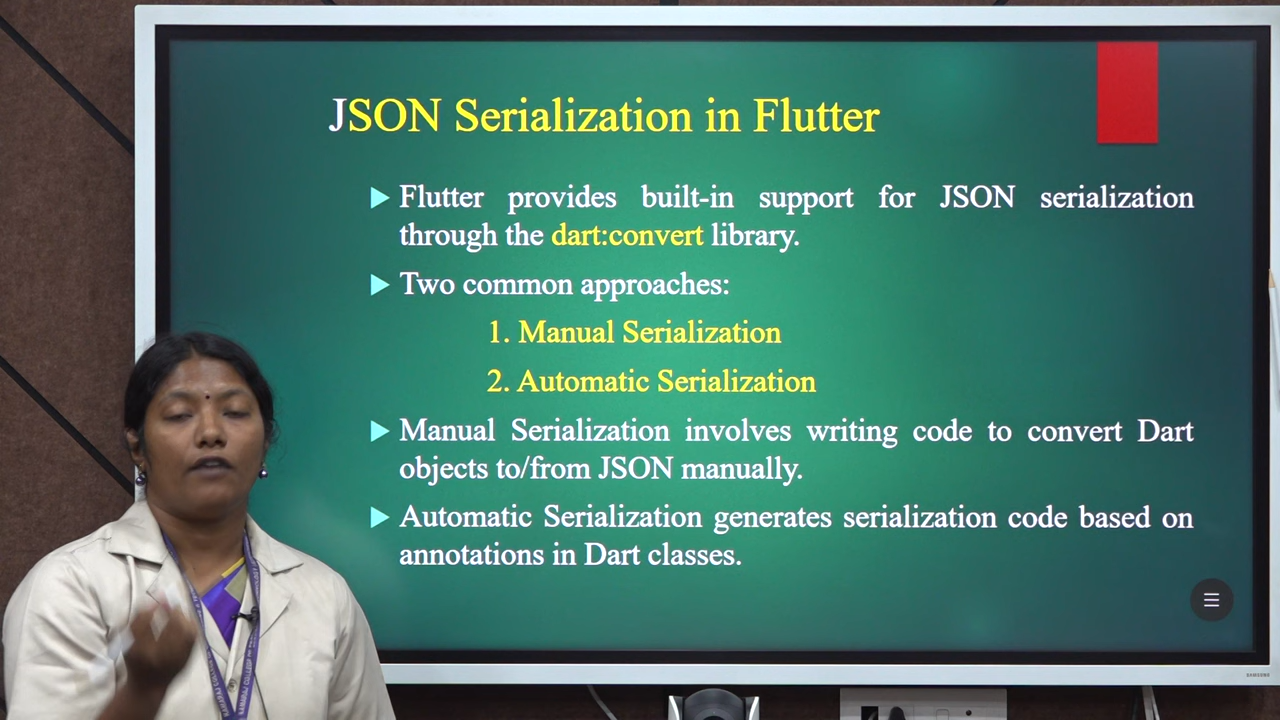 JSON Serialization in Flutter
Flutter provides built-in support for JSON serialization
through the dart:convert library.
Two common approaches:
1. Manual Serialization
2. Automatic Serialization
Manual Serialization involves writing code to convert Dart
objects to/from JSON manually.
Automatic Serialization generates serialization code based on
annotations in Dart classes.
SAMSUNG